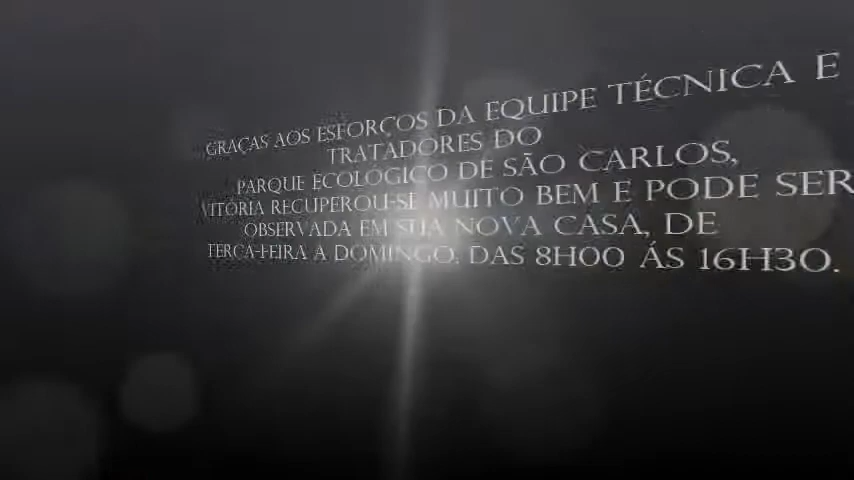 GRAÇAS AOS ESFORÇOS DA EQUIPE TÉCNICA E
TRATADORES DO
PARQUE ECOLÓGICO DE SÃO CARLOS,
VITÓRIA RECUPEROU-SE MUITO BEM E PODE SER
OBSERVADA EM SUA NOVA CASA, DE
TERÇA-FEIRA A DOMINGO, DAS 8H00 ÁS 16H30.